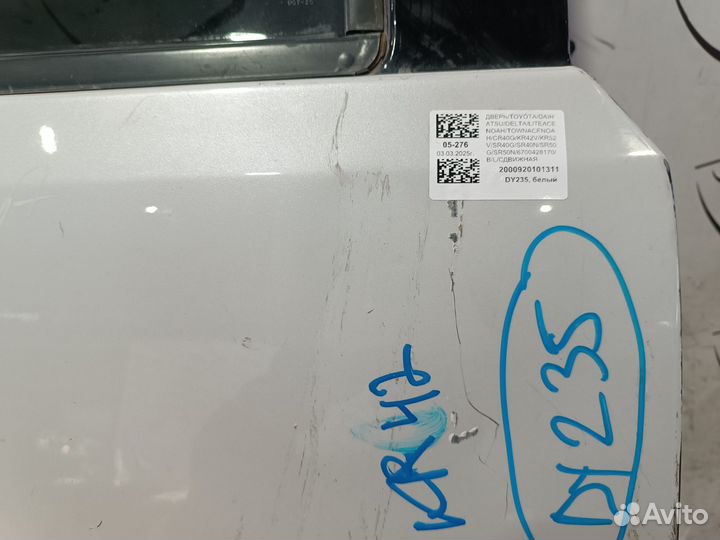 ДВЕРЬ/TOYOTA/DAIH
ATSU/DELTA/LITEACE
NOAH/TOWNACENOA
H/CR40G/KR42V/KR52
V/SR40G/SR40N/SR50
G/SR50N/6700428170/
B/L/СДВИЖНАЯ
05-276
03.03.2025г.
2000920101311
DY235, белый
KR42
DY235
Avito